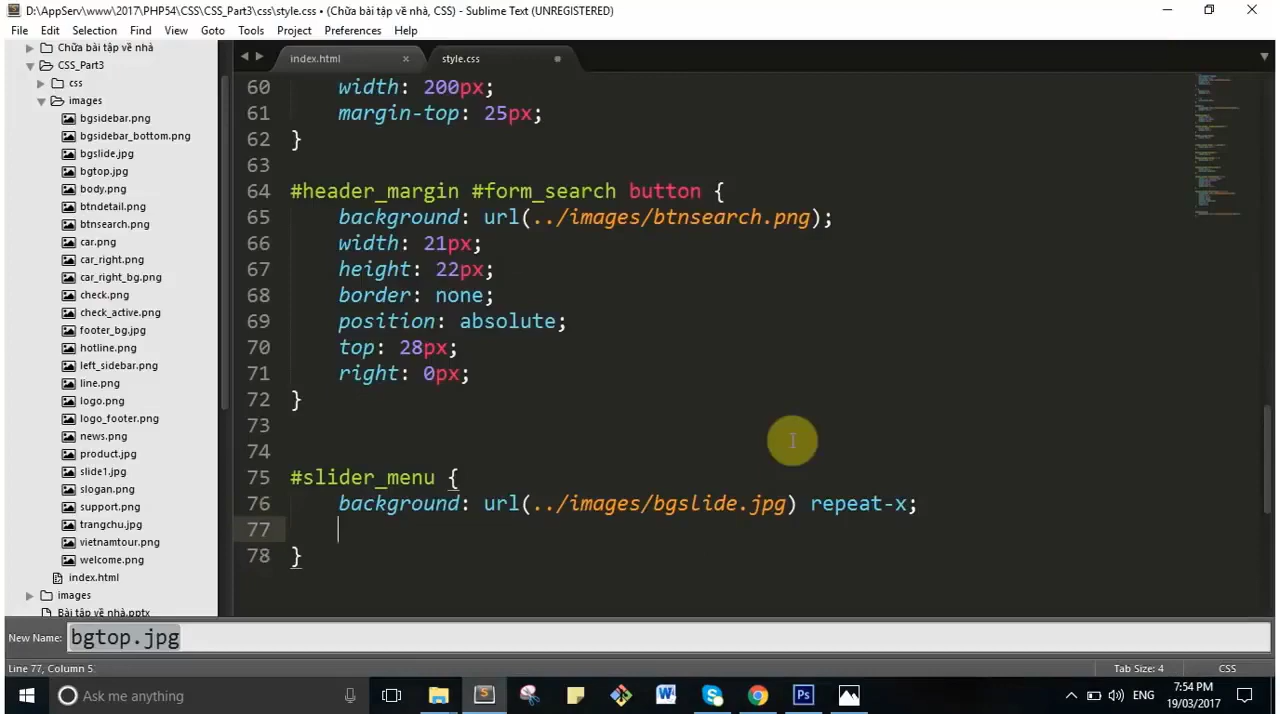 D:\AppServ\www\2017\PHP54\CSS\CSS_Part3\css\style.css • (Chữa bài tập về nhà, CSS) - Sublime Text (UNREGISTERED)
File Edit Selection Find View Goto Tools Project Preferences Help
Chữa bài tập về nhà
CSS_Part3
css
images
bgsidebar.png
bgsidebar_bottom.png
bgslide.jpg
bgtop.jpg
body.png
btndetail.png
btnsearch.png
car.png
car_right.png
car_right_bg.png
check.png
check_active.png
footer_bg.jpg
hotline.png
left_sidebar.png
line.png
logo.png
logo_footer.png
news.png
product.jpg
slide1.jpg
slogan.png
support.png
trangchu.jpg
vietnamtour.png
welcome.png
index.html
images
Bài tập về nhà.pptx
index.html × style.css
60 width: 200px;
61 margin-top: 25px;
62 }
63
64 #header_margin #form_search button {
65 background: url(../images/btnsearch.png);
66 width: 21px;
67 height: 22px;
68 border: none;
69 position: absolute;
70 top: 28px;
71 right: 0px;
72 }
73
74
75 #slider_menu {
76 background: url(../images/bgslide.jpg) repeat-x;
77
78 }
New Name: bgtop.jpg
Line 77, Column 5
Tab Size: 4 CSS
Ask me anything
ENG
7:54 PM
19/03/2017